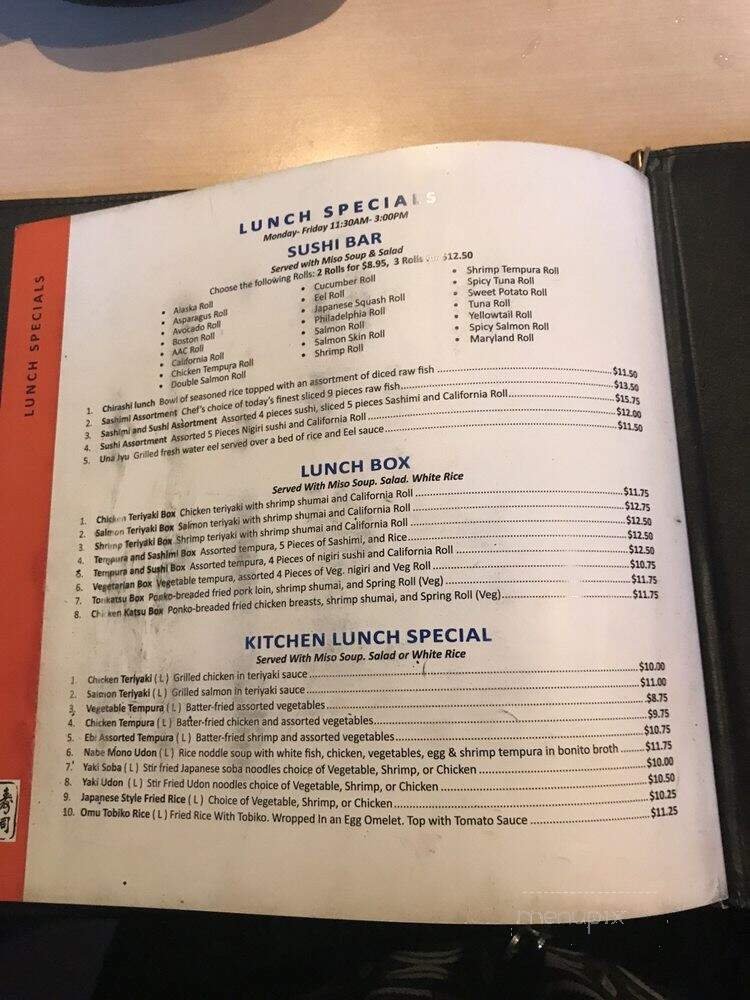 LUNCH SPECIALS
LUNCH SPECIALS
Monday- Friday 11:30AM- 3:00PM
SUSHI BAR
Served with Miso Soup & Salad
Choose the following Rolls: 2 Rolls for $8.95, 3 Rolls $12.50
• Alaska Roll
• Asparagus Roll
• Avocado Roll
• Boston Roll
• AAC Roll
• California Roll
• Chicken Tempura Roll
• Double Salmon Roll
• Cucumber Roll
• Eel Roll
• Japanese Squash Roll
• Philadelphia Roll
• Salmon Roll
• Salmon Skin Roll
• Shrimp Roll
• Shrimp Tempura Roll
• Spicy Tuna Roll
• Sweet Potato Roll
• Tuna Roll
• Yellowtail Roll
• Spicy Salmon Roll
• Maryland Roll
1. Chirashi lunch Bowl of seasoned rice topped with an assortment of diced raw fish $11.50
2. Sashimi Assortment Chef's choice of today's finest sliced 9 pieces raw fish $13.50
3. Sashimi and Sushi Assortment Assorted 4 pieces sushi, sliced 5 pieces Sashimi and California Roll $15.75
4. Sushi Assortment Assorted 5 Pieces Nigiri sushi and California Roll $12.00
5. Una Jyu Grilled fresh water eel served over a bed of rice and Eel sauce $11.50
LUNCH BOX
Served With Miso Soup. Salad. White Rice
1. Chicken Teriyaki Box Chicken teriyaki with shrimp shumai and California Roll $11.75
2. Salmon Teriyaki Box Salmon teriyaki with shrimp shumai and California Roll $12.75
3. Shrimp Teriyaki Box Shrimp teriyaki with shrimp shumai and California Roll $12.50
4. Tempura and Sashimi Box Assorted tempura, 5 Pieces of Sashimi, and Rice $12.50
5. Tempura and Sushi Box Assorted tempura, 4 Pieces of nigiri sushi and California Roll $12.50
6. Vegetarian Box Vegetable tempura, assorted 4 Pieces of Veg. nigiri and Veg Roll $10.75
7. Tonkatsu Box Ponko-breaded fried pork loin, shrimp shumai, and Spring Roll (Veg) $11.75
8. Chicken Katsu Box Ponko-breaded fried chicken breasts, shrimp shumai, and Spring Roll (Veg) $11.75
KITCHEN LUNCH SPECIAL
Served With Miso Soup. Salad or White Rice
1. Chicken Teriyaki ( L ) Grilled chicken in teriyaki sauce $10.00
2. Salmon Teriyaki ( L ) Grilled salmon in teriyaki sauce $11.00
3. Vegetable Tempura ( L ) Batter-fried assorted vegetables $8.75
4. Chicken Tempura ( L ) Batter-fried chicken and assorted vegetables $9.75
5. Ebi Assorted Tempura ( L ) Batter-fried shrimp and assorted vegetables $10.75
6. Nabe Mono Udon ( L ) Rice noddle soup with white fish, chicken, vegetables, egg & shrimp tempura in bonito broth $11.75
7. Yaki Soba ( L ) Stir fried Japanese soba noodles choice of Vegetable, Shrimp, or Chicken $10.00
8. Yaki Udon ( L ) Stir Fried Udon noodles choice of Vegetable, Shrimp, or Chicken $10.50
9. Japanese Style Fried Rice ( L ) Choice of Vegetable, Shrimp, or Chicken $10.25
10. Omu Tobiko Rice ( L ) Fried Rice With Tobiko. Wropped In an Egg Omelet. Top with Tomato Sauce $11.25
寿司
menupix